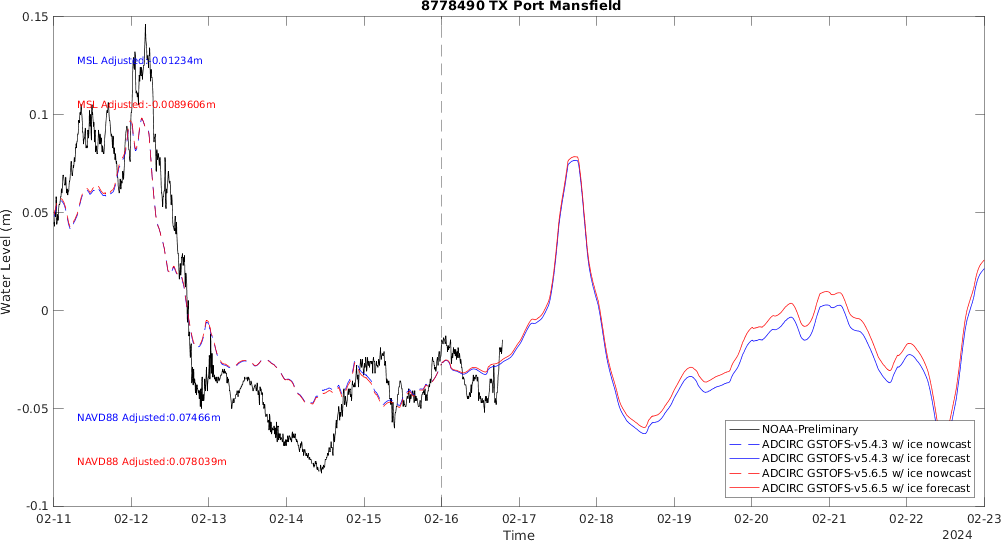 8778490 TX Port Mansfield
0.15
0.1
0.05
0
-0.05
-0.1
Water Level (m)
MSL Adjusted:-0.01234m
MSL Adjusted:-0.0089606m
NAVD88 Adjusted:0.07466m
NAVD88 Adjusted:0.078039m
NOAA-Preliminary
ADCIRC GSTOFS-v5.4.3 w/ ice nowcast
ADCIRC GSTOFS-v5.4.3 w/ ice forecast
ADCIRC GSTOFS-v5.6.5 w/ ice nowcast
ADCIRC GSTOFS-v5.6.5 w/ ice forecast
02-11 02-12 02-13 02-14 02-15 02-16 02-17 02-18 02-19 02-20 02-21 02-22 02-23
Time
2024